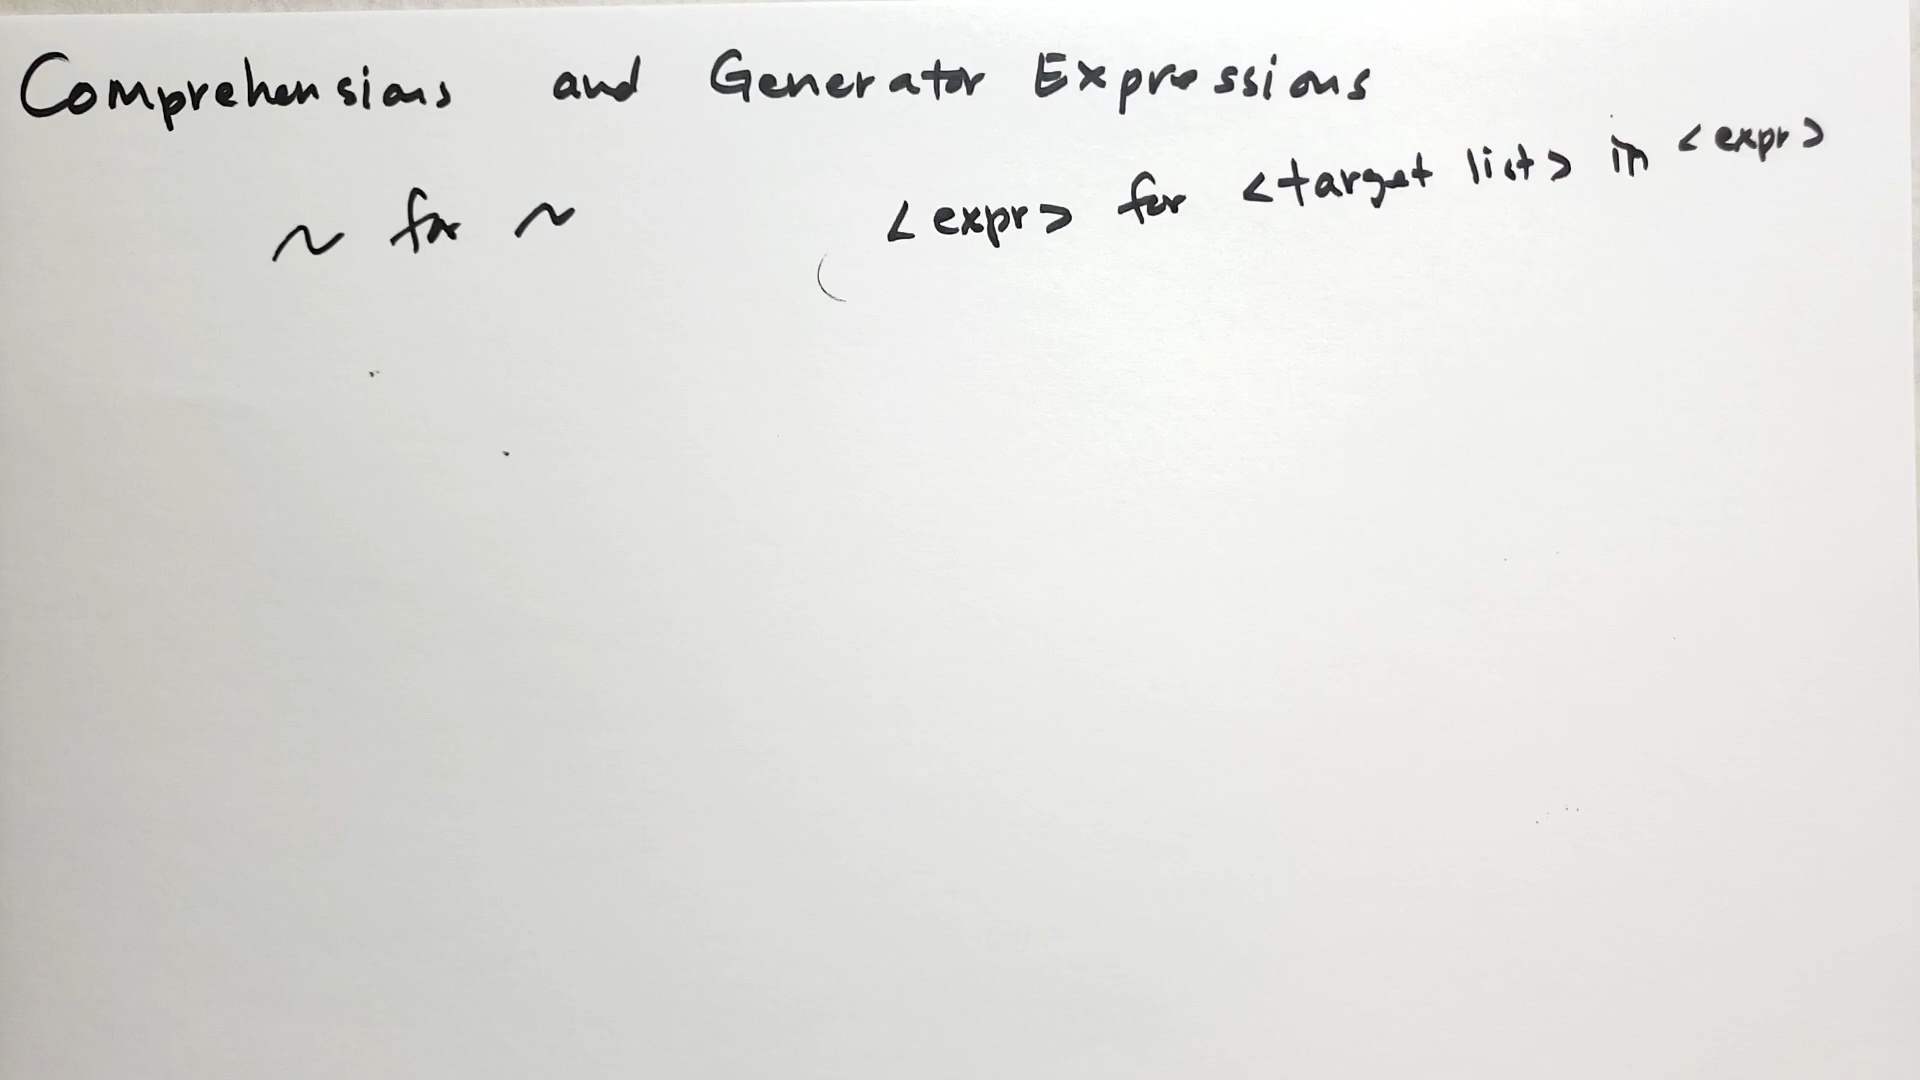 Comprehensions and Generator Expressions
~ for ~ <expr> for <target list> in <expr>
(